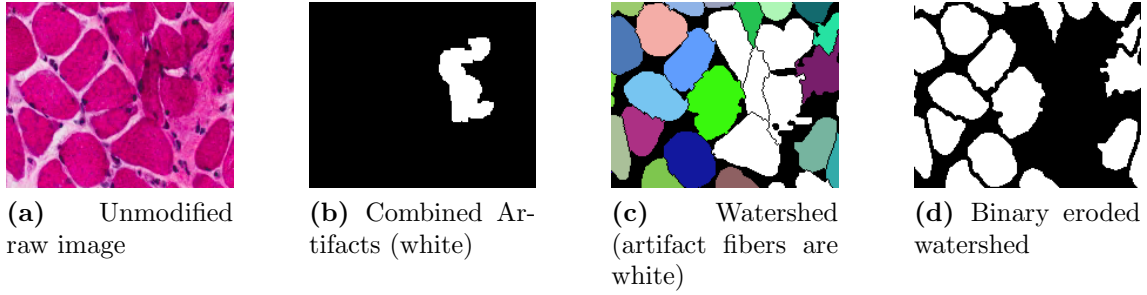 (a) Unmodified
raw image
(b) Combined Ar-
tifacts (white)
(c) Watershed
(artifact fibers are
white)
(d) Binary eroded
watershed